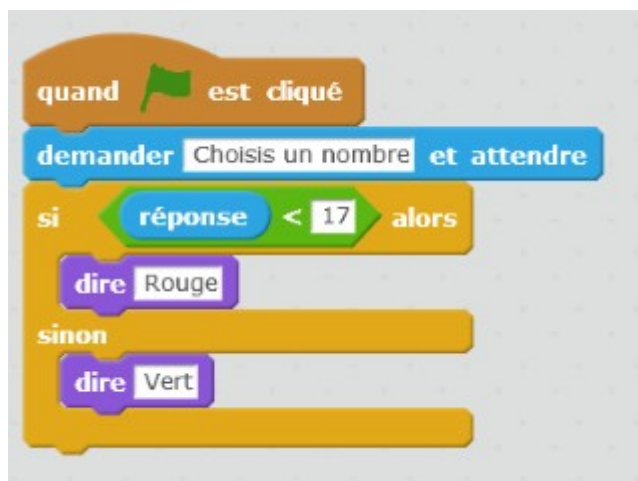 quand est cliqué
demander Choisis un nombre et attendre
si réponse < 17 alors
dire Rouge
sinon
dire Vert